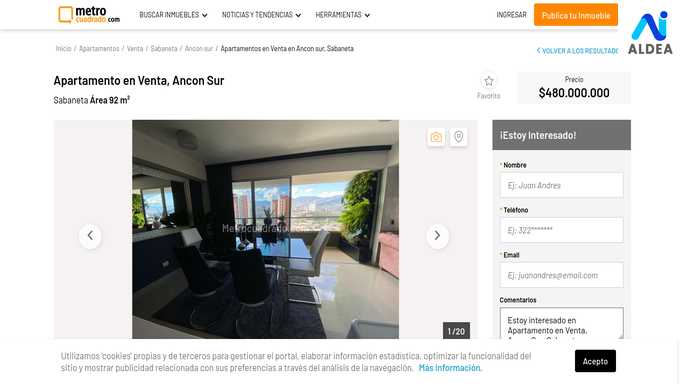 metro
cuadrado.com
BUSCAR INMUEBLES
NOTICIAS Y TENDENCIAS
HERRAMIENTAS
INGRESAR
Publica tu Inmueble
ALDEA
Inicio / Apartamentos / Venta / Sabaneta / Ancon sur / Apartamentos en Venta en Ancon sur, Sabaneta
VOLVER A LOS RESULTADO
Apartamento en Venta, Ancon Sur
Sabaneta Área 92 m²
Favorito
Precio
$480.000.000
Metrocuadrado.com
1 / 20
¡Estoy Interesado!
* Nombre
Ej: Juan Andres
* Teléfono
Ej: 322*******
* Email
Ej: juanandres@email.com
Comentarios
Estoy interesado en
Apartamento en Venta,
Utilizamos 'cookies' propias y de terceros para gestionar el portal, elaborar información estadística, optimizar la funcionalidad del
sitio y mostrar publicidad relacionada con sus preferencias a través del análisis de la navegación. Más Información.
Acepto